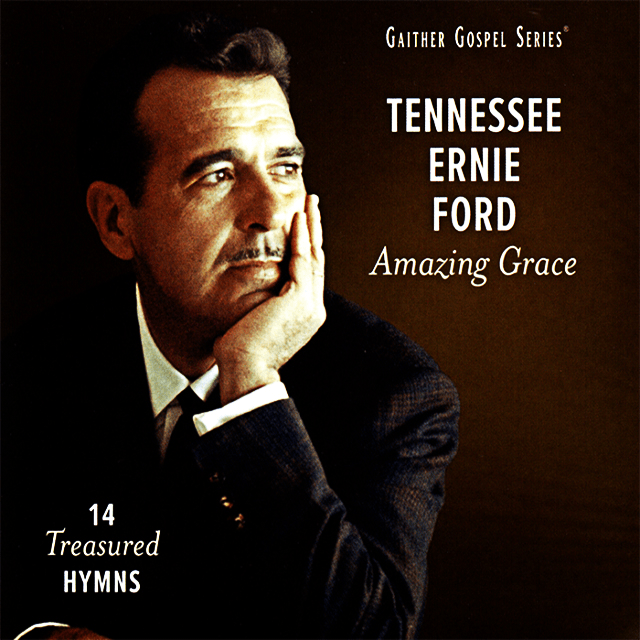 GAITHER GOSPEL SERIES®
TENNESSEE
ERNIE
FORD
Amazing Grace
14
Treasured
HYMNS